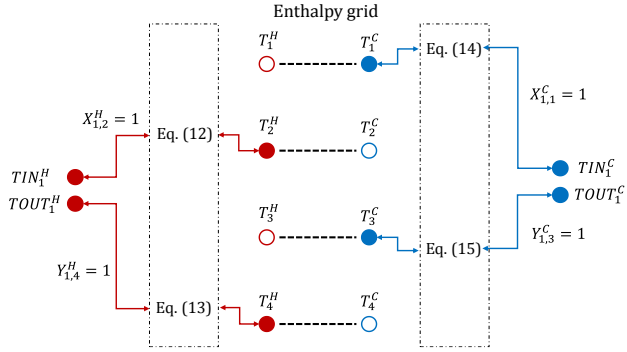 Enthalpy grid
T_1^H T_1^C
Eq. (14)
X_{1,1}^C = 1
X_{1,2}^H = 1
Eq. (12)
T_2^H T_2^C
TIN_1^H
TIN_1^C
TOUT_1^H
TOUT_1^C
T_3^H T_3^C
Y_{1,3}^C = 1
Eq. (15)
Y_{1,4}^H = 1
Eq. (13)
T_4^H T_4^C